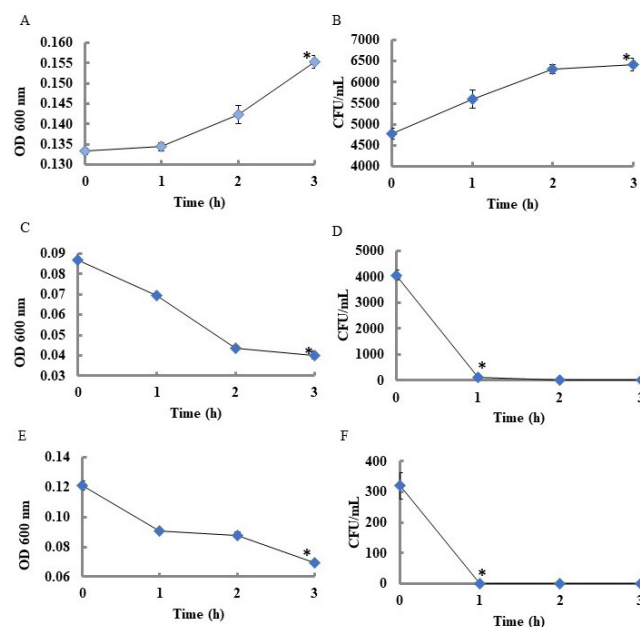 A
0.160
0.155
0.150
0.145
0.140
0.135
0.130
OD 600 nm
0 1 2 3
Time (h)
*
B
7000
6500
6000
5500
5000
4500
4000
CFU/mL
0 1 2 3
Time (h)
*
C
0.09
0.08
0.07
0.06
0.05
0.04
0.03
OD 600 nm
0 1 2 3
Time (h)
*
D
5000
4000
3000
2000
1000
0
CFU/mL
0 1 2 3
Time (h)
*
E
0.14
0.12
0.10
0.08
0.06
OD 600 nm
0 1 2 3
Time (h)
*
F
400
300
200
100
0
CFU/mL
0 1 2 3
Time (h)
*